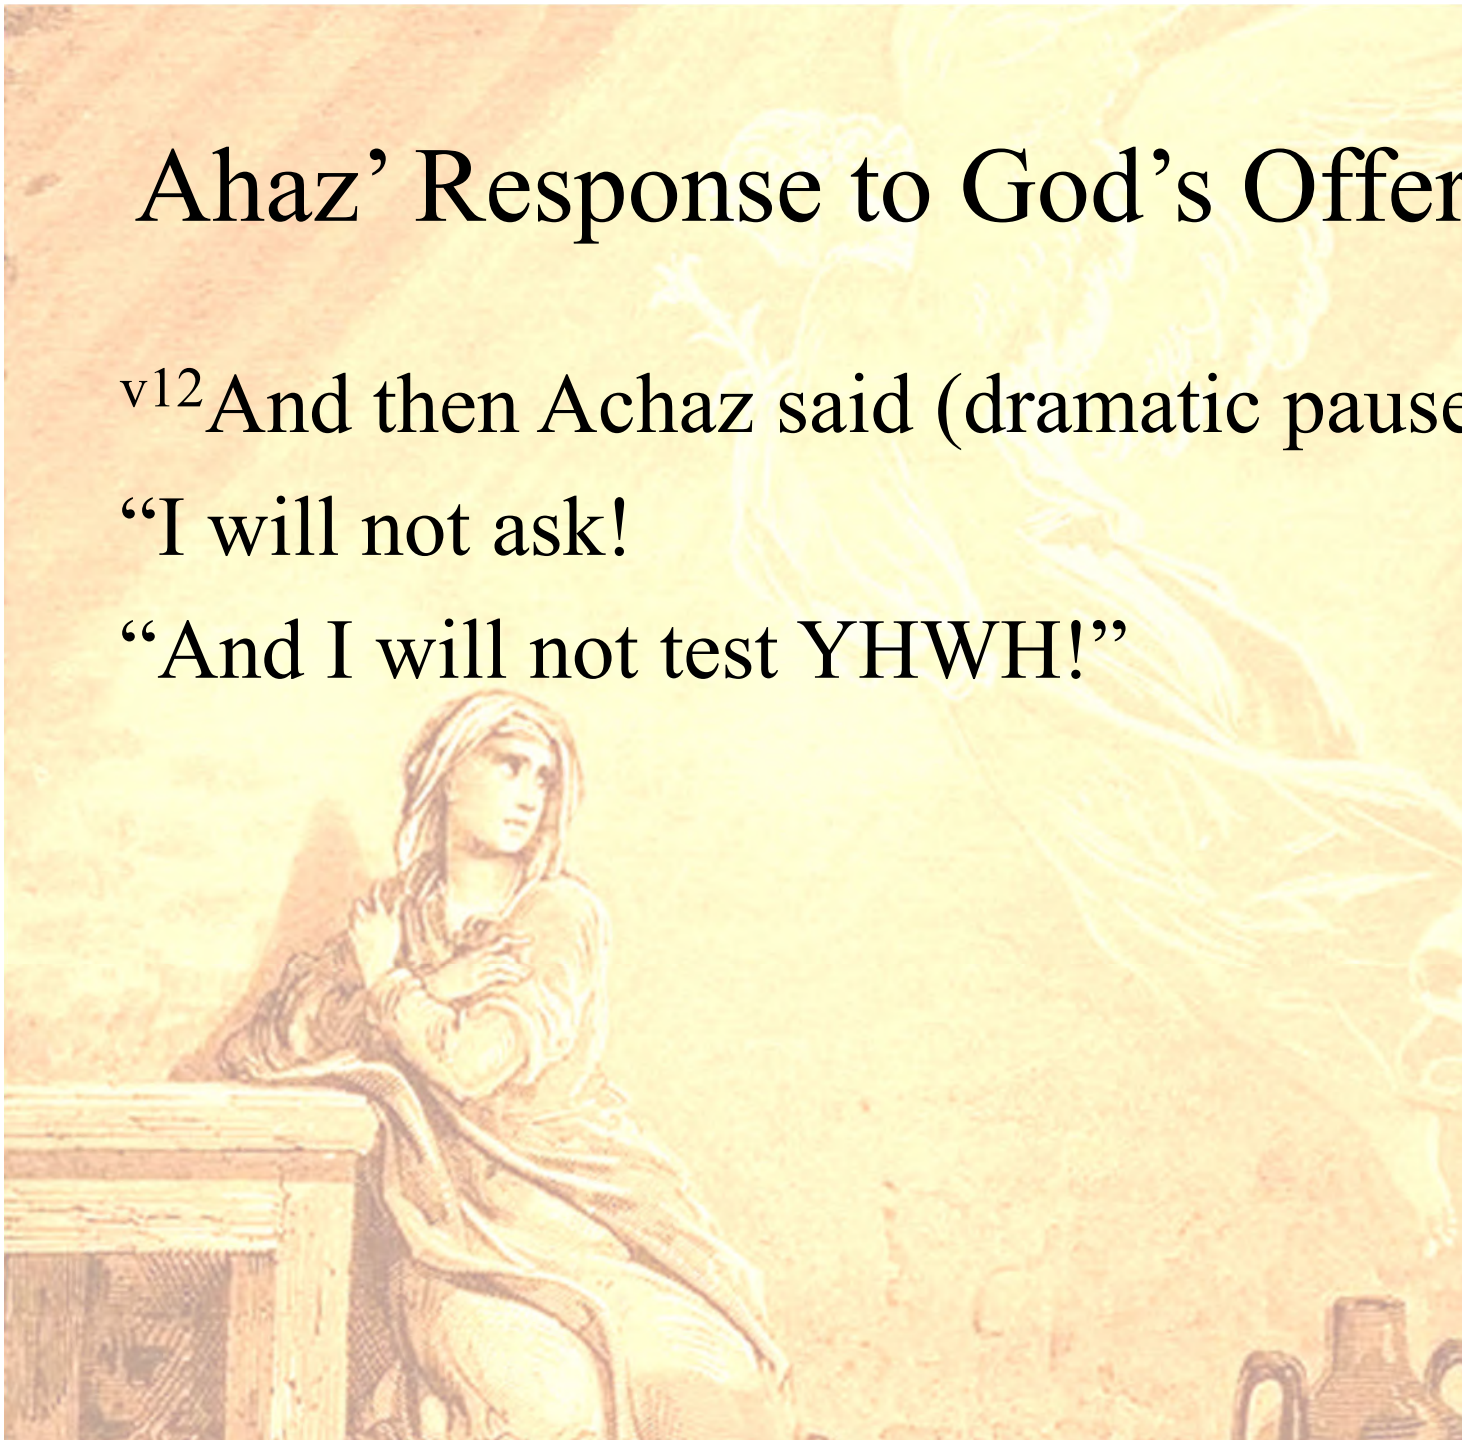 Ahaz’ Response to God’s Offer
v12And then Achaz said (dramatic pause
“I will not ask!
“And I will not test YHWH!”